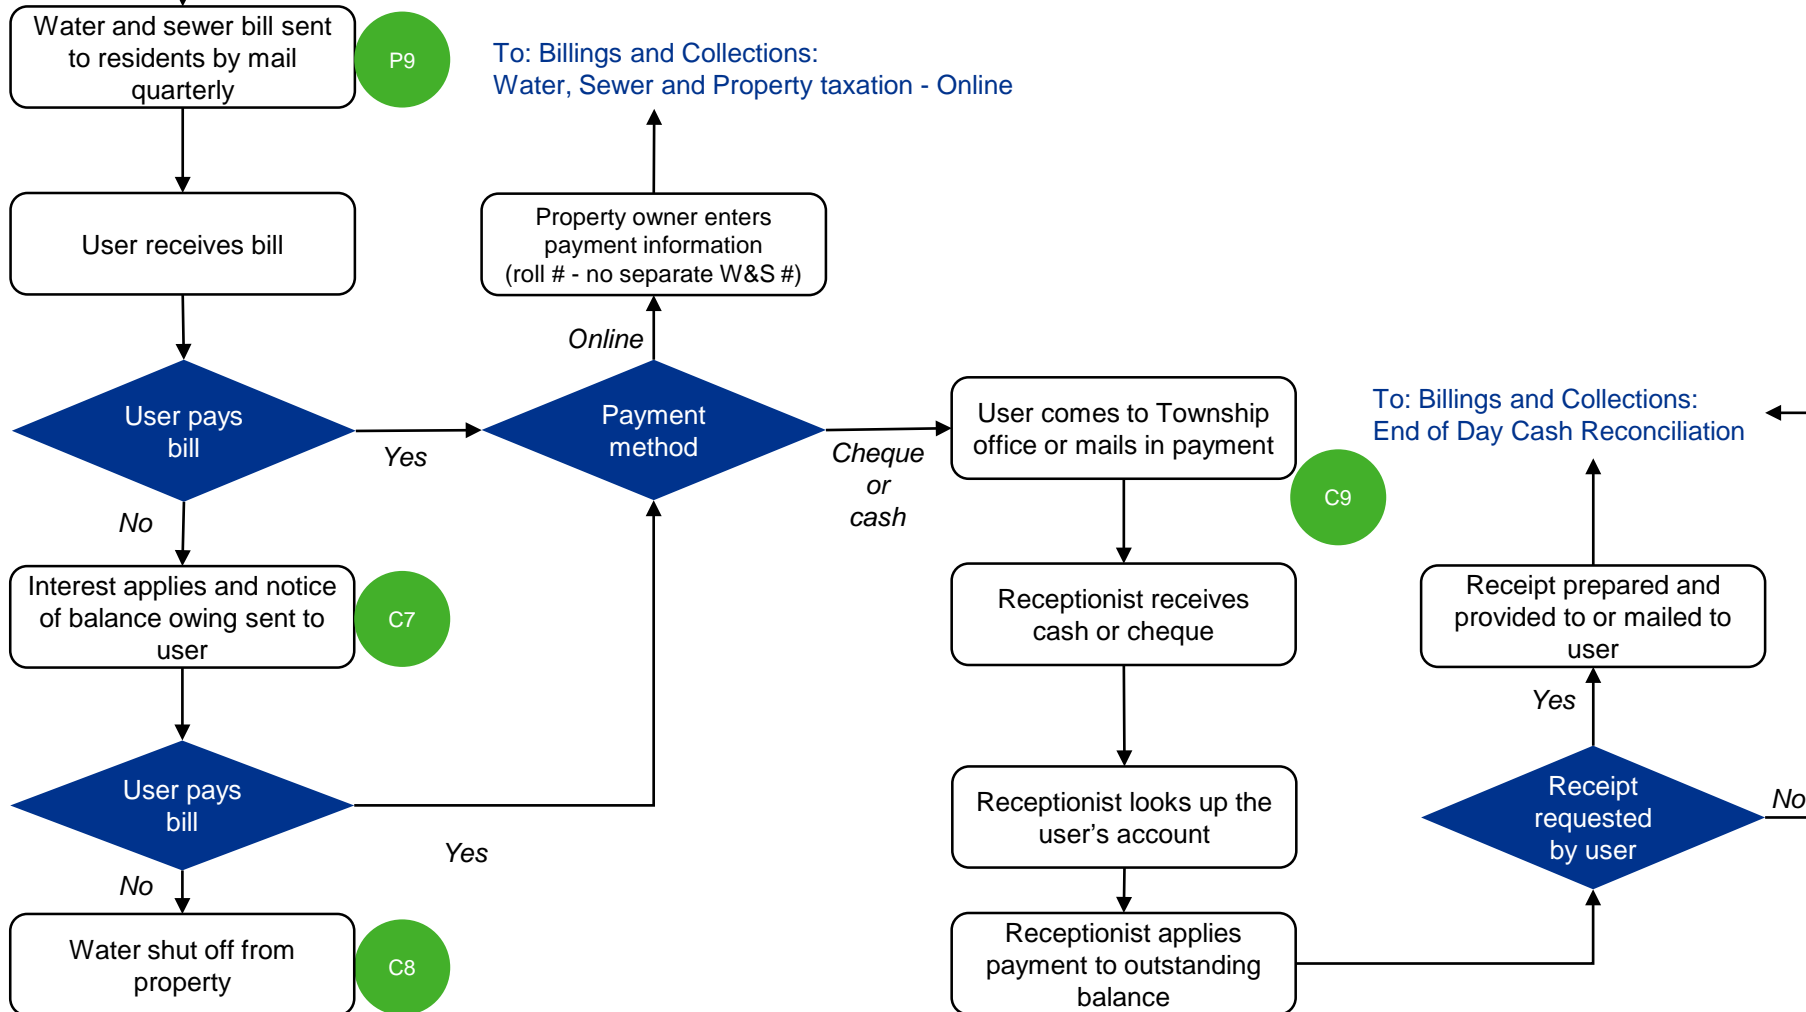 Water and sewer bill sent
to residents by mail
quarterly
P9
To: Billings and Collections:
Water, Sewer and Property taxation - Online
User receives bill
Property owner enters
payment information
(roll # - no separate W&S #)
Online
User pays
bill
Yes
Payment
method
Cheque
or
cash
User comes to Township
office or mails in payment
To: Billings and Collections:
End of Day Cash Reconciliation
C9
No
Interest applies and notice
of balance owing sent to
user
C7
Receptionist receives
cash or cheque
Receipt prepared and
provided to or mailed to
user
Yes
User pays
bill
Yes
Receptionist looks up the
user’s account
Receipt
requested
by user
No
No
Water shut off from
property
C8
Receptionist applies
payment to outstanding
balance